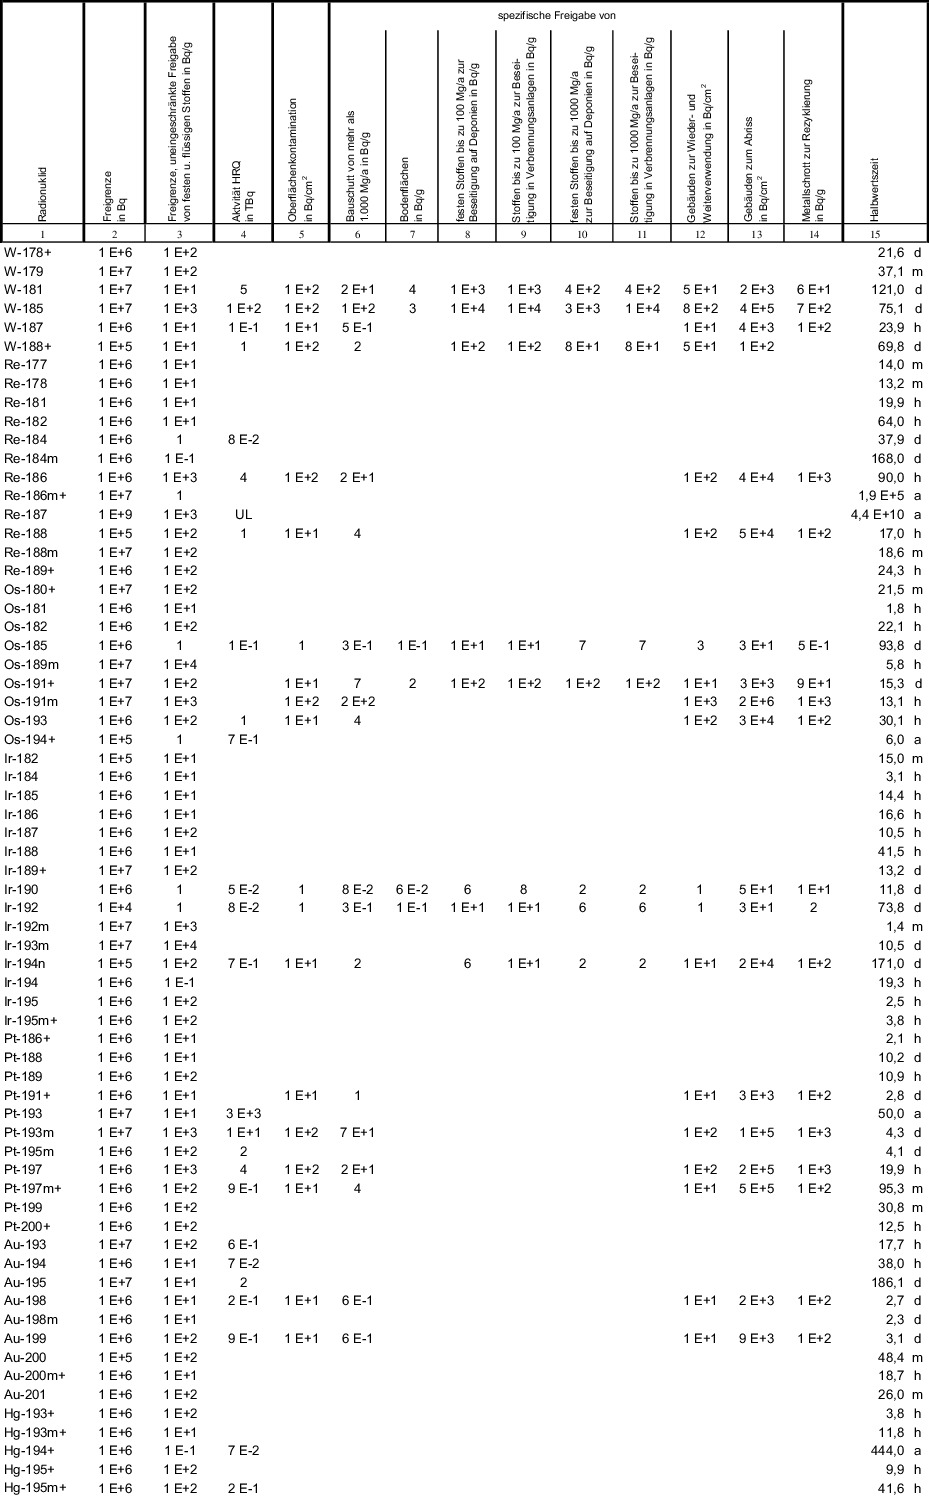 spezifische Freigabe von
Radionuklid
Freigrenze
in Bq
Freigrenze, uneingeschränkte Freigabe
von festen u. flüssigen Stoffen in Bq/g
Aktivität HRQ
in TBq
Oberflächenkontamination
in Bq/cm²
Bauschutt von mehr als
1.000 Mg/a in Bq/g
Bodenflächen
in Bq/g
festen Stoffen bis zu 100 Mg/a zur
Beseitigung auf Deponien in Bq/g
Stoffen bis zu 100 Mg/a zur Besei-
tigung in Verbrennungsanlagen in Bq/g
festen Stoffen bis zu 1000 Mg/a
zur Beseitigung auf Deponien in Bq/g
Stoffen bis zu 1000 Mg/a zur Besei-
tigung in Verbrennungsanlagen in Bq/g
Gebäuden zur Wieder- und
Weiterverwendung in Bq/cm²
Gebäuden zum Abriss
in Bq/cm²
Metallschrott zur Rezyklierung
in Bq/g
Halbwertszeit
1 2 3 4 5 6 7 8 9 10 11 12 13 14 15
W-178+ 1 E+6 1 E+2 21,6 d
W-179 1 E+7 1 E+2 37,1 m
W-181 1 E+7 1 E+1 5 1 E+2 2 E+1 4 1 E+3 1 E+3 4 E+2 4 E+2 5 E+1 2 E+3 6 E+1 121,0 d
W-185 1 E+7 1 E+3 1 E+2 1 E+2 1 E+2 3 1 E+4 1 E+4 3 E+3 1 E+4 8 E+2 4 E+5 7 E+2 75,1 d
W-187 1 E+6 1 E+1 1 E-1 1 E+1 5 E-1 1 E+1 4 E+3 1 E+2 23,9 h
W-188+ 1 E+5 1 E+1 1 1 E+2 2 1 E+2 1 E+2 8 E+1 8 E+1 5 E+1 1 E+2 69,8 d
Re-177 1 E+6 1 E+1 14,0 m
Re-178 1 E+6 1 E+1 13,2 m
Re-181 1 E+6 1 E+1 19,9 h
Re-182 1 E+6 1 E+1 64,0 h
Re-184 1 E+6 1 8 E-2 37,9 d
Re-184m 1 E+6 1 E-1 168,0 d
Re-186 1 E+6 1 E+3 4 1 E+2 2 E+1 1 E+2 4 E+4 1 E+3 90,0 h
Re-186m+ 1 E+7 1 1,9 E+5 a
Re-187 1 E+9 1 E+3 UL 4,4 E+10 a
Re-188 1 E+5 1 E+2 1 1 E+1 4 1 E+2 5 E+4 1 E+2 17,0 h
Re-188m 1 E+7 1 E+2 18,6 m
Re-189+ 1 E+6 1 E+2 24,3 h
Os-180+ 1 E+7 1 E+2 21,5 m
Os-181 1 E+6 1 E+1 1,8 h
Os-182 1 E+6 1 E+2 22,1 h
Os-185 1 E+6 1 1 E-1 1 3 E-1 1 E-1 1 E+1 1 E+1 7 7 3 3 E+1 5 E-1 93,8 d
Os-189m 1 E+7 1 E+4 5,8 h
Os-191+ 1 E+7 1 E+2 1 E+1 7 2 1 E+2 1 E+2 1 E+2 1 E+2 1 E+1 3 E+3 9 E+1 15,3 d
Os-191m 1 E+7 1 E+3 1 E+2 2 E+2 1 E+3 2 E+6 1 E+3 13,1 h
Os-193 1 E+6 1 E+2 1 1 E+1 4 1 E+2 3 E+4 1 E+2 30,1 h
Os-194+ 1 E+5 1 7 E-1 6,0 a
Ir-182 1 E+5 1 E+1 15,0 m
Ir-184 1 E+6 1 E+1 3,1 h
Ir-185 1 E+6 1 E+1 14,4 h
Ir-186 1 E+6 1 E+1 16,6 h
Ir-187 1 E+6 1 E+2 10,5 h
Ir-188 1 E+6 1 E+1 41,5 h
Ir-189+ 1 E+7 1 E+2 13,2 d
Ir-190 1 E+6 1 5 E-2 1 8 E-2 6 E-2 6 8 2 2 1 5 E+1 1 E+1 11,8 d
Ir-192 1 E+4 1 8 E-2 1 3 E-1 1 E-1 1 E+1 1 E+1 6 6 1 3 E+1 2 73,8 d
Ir-192m 1 E+7 1 E+3 1,4 m
Ir-193m 1 E+7 1 E+4 10,5 d
Ir-194n 1 E+5 1 E+2 7 E-1 1 E+1 2 6 1 E+1 2 2 1 E+1 2 E+4 1 E+2 171,0 d
Ir-194 1 E+6 1 E-1 19,3 h
Ir-195 1 E+6 1 E+2 2,5 h
Ir-195m+ 1 E+6 1 E+2 3,8 h
Pt-186+ 1 E+6 1 E+1 2,1 h
Pt-188 1 E+6 1 E+1 10,2 d
Pt-189 1 E+6 1 E+2 10,9 h
Pt-191+ 1 E+6 1 E+1 1 E+1 1 1 E+1 3 E+3 1 E+2 2,8 d
Pt-193 1 E+7 1 E+1 3 E+3 50,0 a
Pt-193m 1 E+7 1 E+3 1 E+1 1 E+2 7 E+1 1 E+2 1 E+5 1 E+3 4,3 d
Pt-195m 1 E+6 1 E+2 2 4,1 d
Pt-197 1 E+6 1 E+3 4 1 E+2 2 E+1 1 E+2 2 E+5 1 E+3 19,9 h
Pt-197m+ 1 E+6 1 E+2 9 E-1 1 E+1 4 1 E+1 5 E+5 1 E+2 95,3 m
Pt-199 1 E+6 1 E+2 30,8 m
Pt-200+ 1 E+6 1 E+2 12,5 h
Au-193 1 E+7 1 E+2 6 E-1 17,7 h
Au-194 1 E+6 1 E+1 7 E-2 38,0 h
Au-195 1 E+7 1 E+1 2 186,1 d
Au-198 1 E+6 1 E+1 2 E-1 1 E+1 6 E-1 1 E+1 2 E+3 1 E+2 2,7 d
Au-198m 1 E+6 1 E+1 2,3 d
Au-199 1 E+6 1 E+2 9 E-1 1 E+1 6 E-1 1 E+1 9 E+3 1 E+2 3,1 d
Au-200 1 E+5 1 E+2 48,4 m
Au-200m+ 1 E+6 1 E+1 18,7 h
Au-201 1 E+6 1 E+2 26,0 m
Hg-193+ 1 E+6 1 E+2 3,8 h
Hg-193m+ 1 E+6 1 E+1 11,8 h
Hg-194+ 1 E+6 1 E-1 7 E-2 444,0 a
Hg-195+ 1 E+6 1 E+2 9,9 h
Hg-195m+ 1 E+6 1 E+2 2 E-1 41,6 h